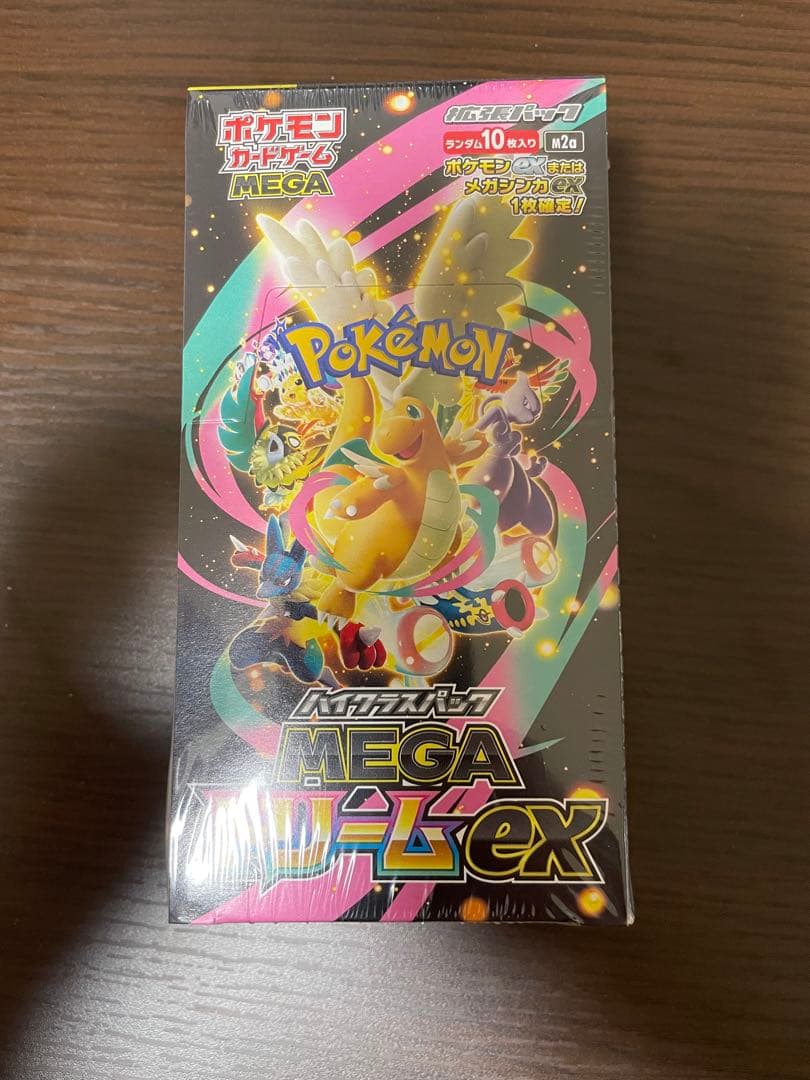 ポケモン
カードゲーム
MEGA
拡張パック
ランダム10枚入り
M2a
ポケモンexまたは
メガシンカex
1枚確定!
POKéMON
ハイクラスパック
MEGA
ドリームex